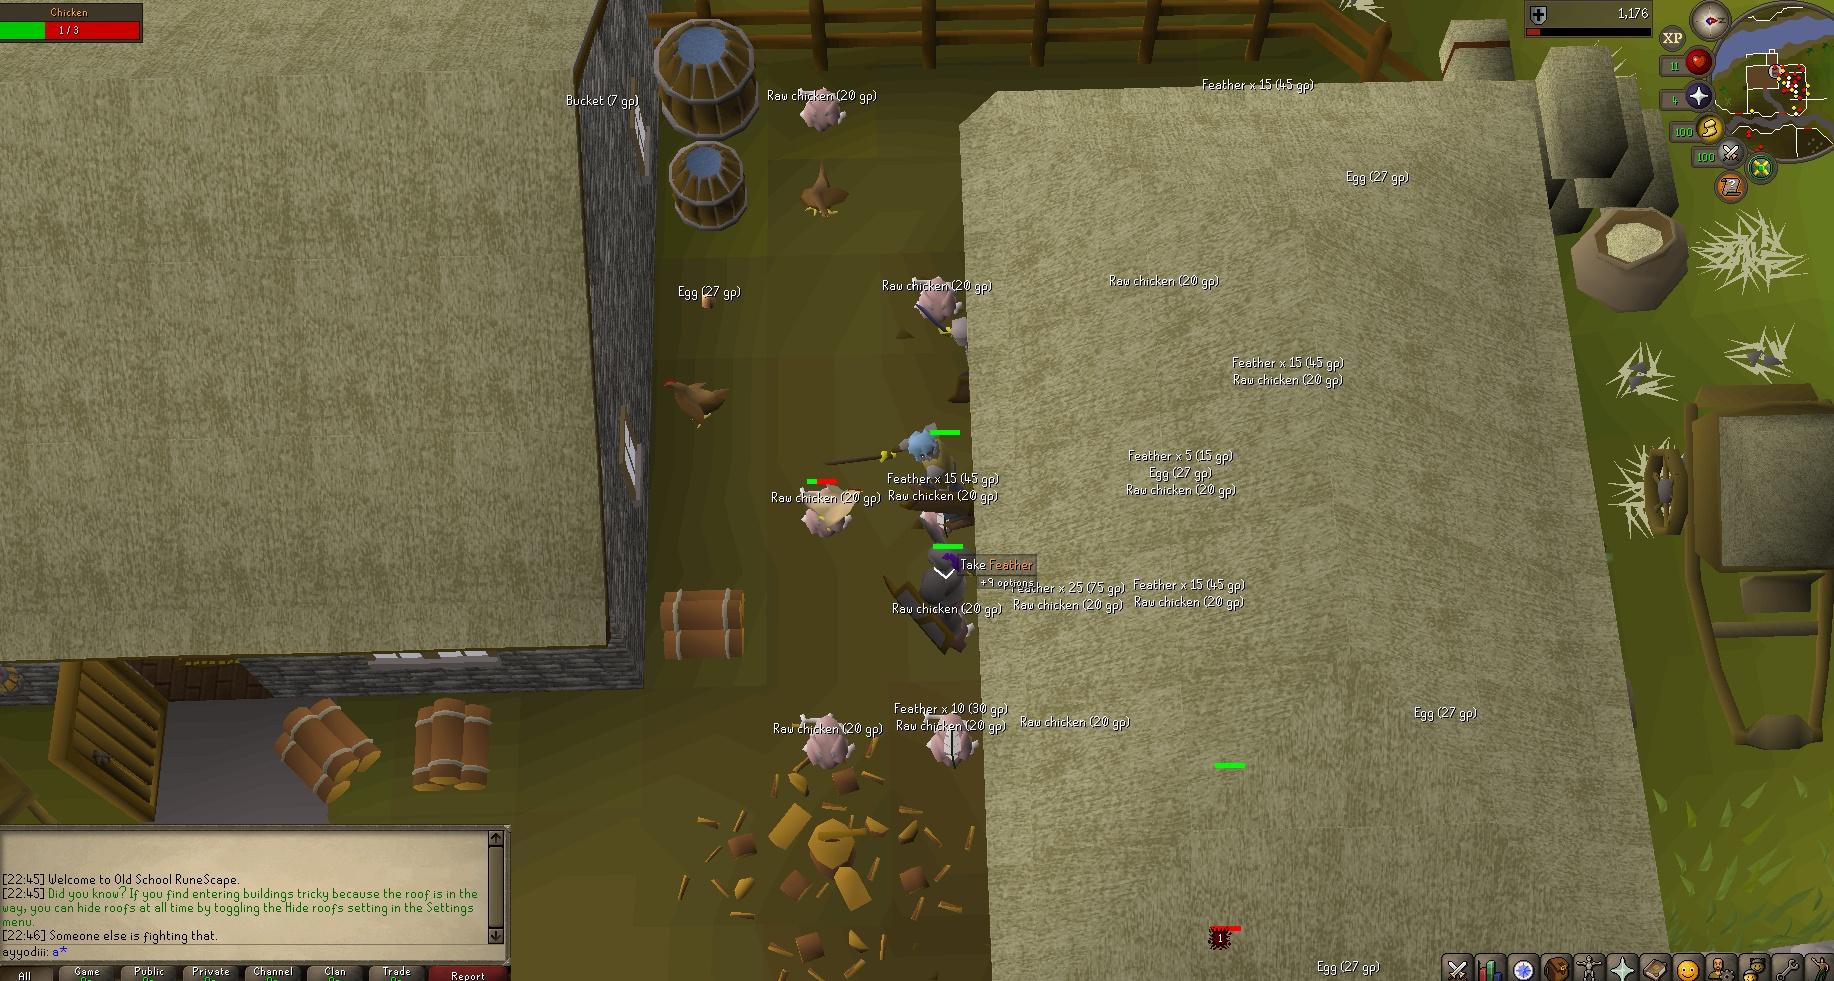 Chicken
1 / 3
1,176
XP
11
4
100
100
Feather x 15 (45 gp)
Raw chicken (20 gp)
Bucket (7 gp)
Egg (27 gp)
Raw chicken (20 gp)
Raw chicken (20 gp)
Egg (27 gp)
Feather x 15 (45 gp)
Raw chicken (20 gp)
Feather x 5 (15 gp)
Egg (27 gp)
Raw chicken (20 gp)
Feather x 15 (45 gp)
Raw chicken (20 gp)
Raw chicken (20 gp)
Take Feather
+9 options
Feather x 25 (75 gp)
Raw chicken (20 gp)
Feather x 15 (45 gp)
Raw chicken (20 gp)
Raw chicken (20 gp)
Feather x 10 (30 gp)
Raw chicken (20 gp)
Raw chicken (20 gp)
Raw chicken (20 gp)
Egg (27 gp)
1
Egg (27 gp)
[22:45] Welcome to Old School RuneScape.
[22:45] Did you know? If you find entering buildings tricky because the roof is in the
way, you can hide roofs at all time by toggling the Hide roofs setting in the Settings
menu.
[22:46] Someone else is fighting that.
ayyodiii: a*
All
Game
Public
Private
Channel
Clan
Trade
Report